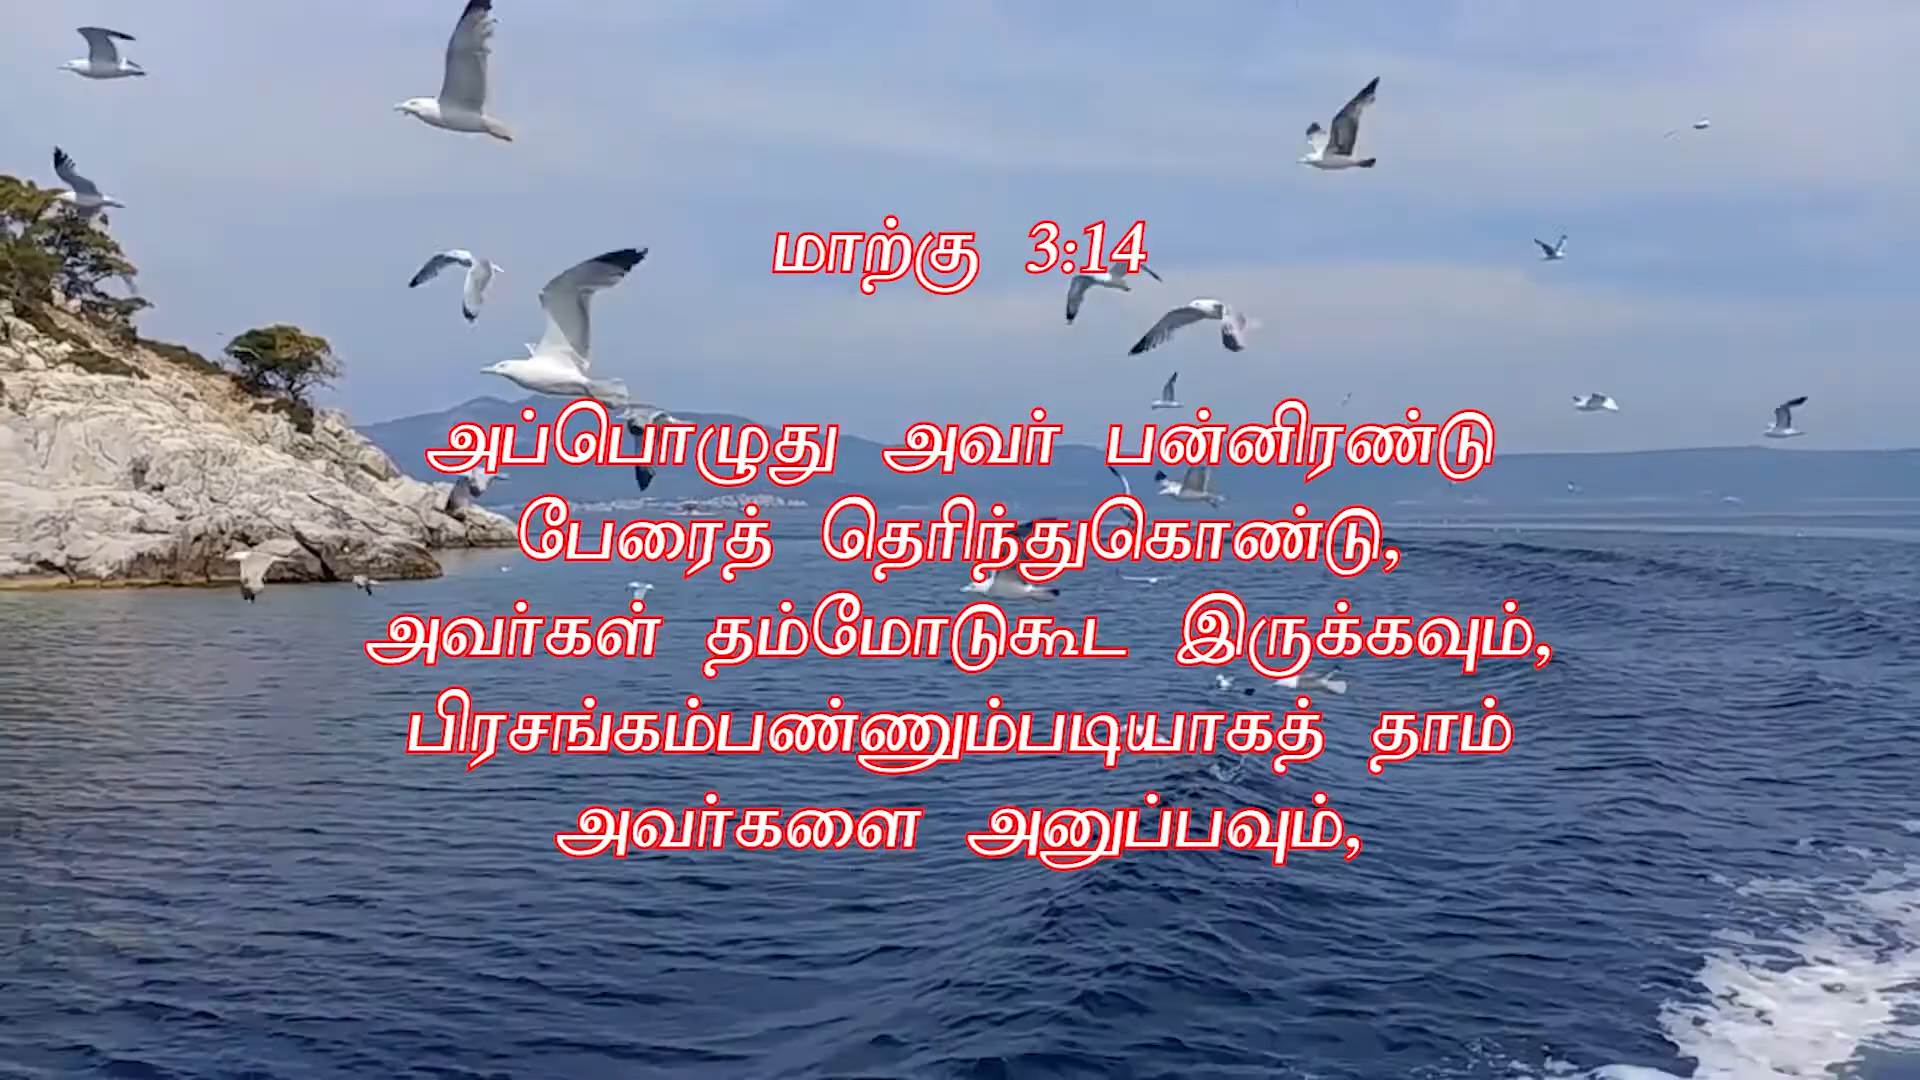 மாற்கு 3:14
அப்பொழுது அவர் பன்னிரண்டு
பேரைத் தெரிந்துகொண்டு,
அவர்கள் தம்மோடுகூட இருக்கவும்,
பிரசங்கம்பண்ணும்படியாகத் தாம்
அவர்களை அனுப்பவும்,